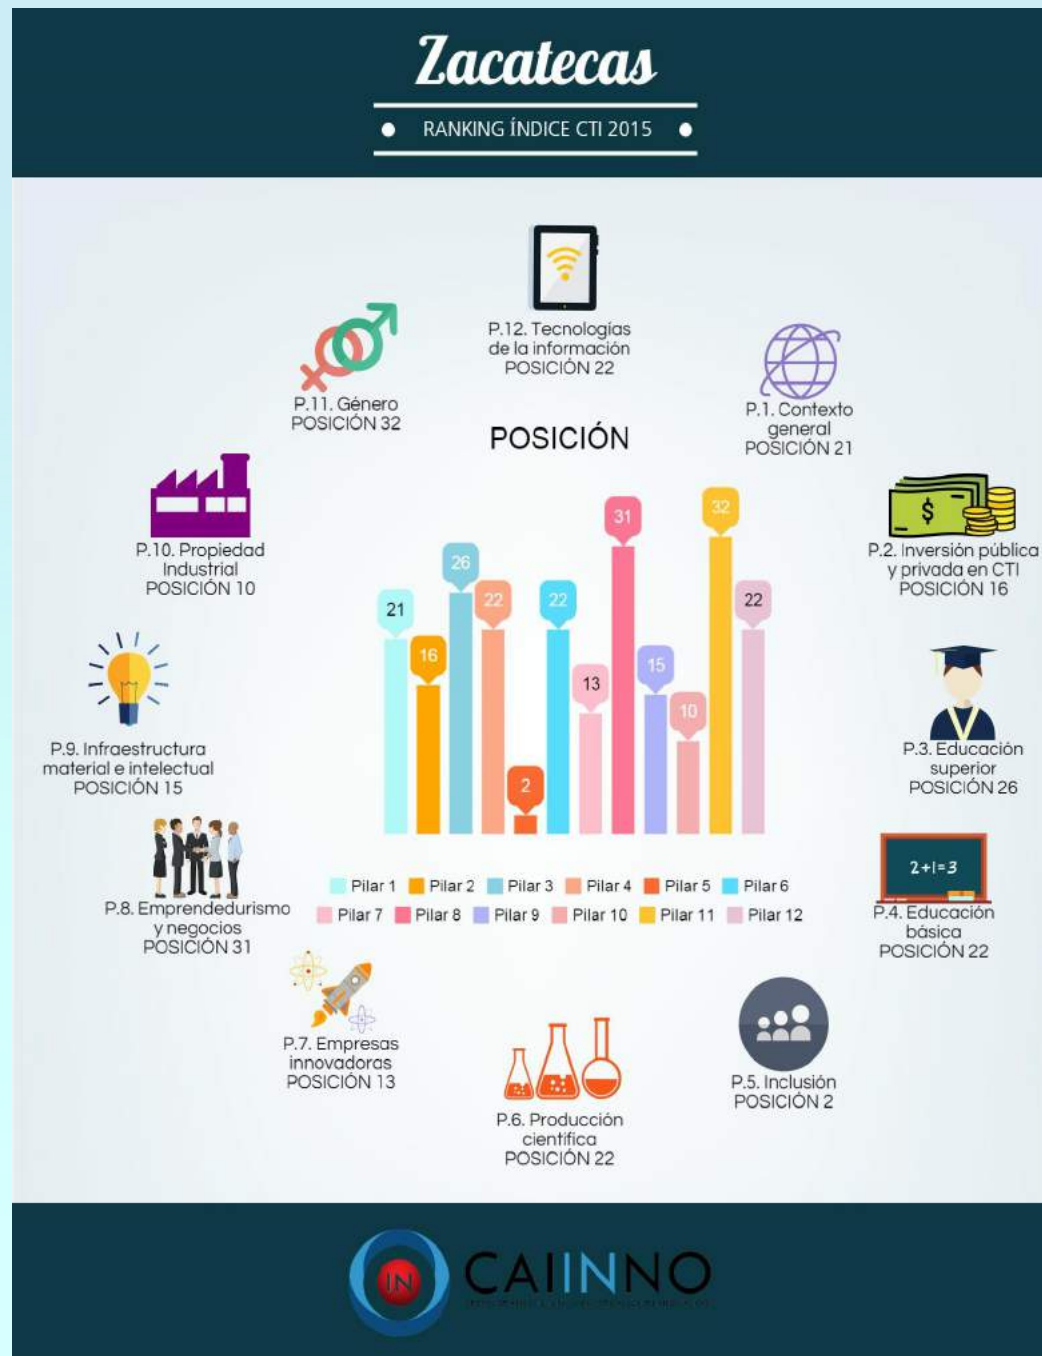 Zacatecas
RANKING ÍNDICE CTI 2015
P.12. Tecnologías
de la información
POSICIÓN 22
P.11. Género
POSICIÓN 32
P.1. Contexto
general
POSICIÓN 21
POSICIÓN
P.10. Propiedad
Industrial
POSICIÓN 10
$
P.2. Inversión pública
y privada en CTI
POSICIÓN 16
21
16
26
22
2
22
13
31
15
10
32
22
P.9. Infraestructura
material e intelectual
POSICIÓN 15
P.3. Educación
superior
POSICIÓN 26
2+1=3
P.4. Educación
básica
POSICIÓN 22
P.8. Emprendedurismo
y negocios
POSICIÓN 31
Pilar 1 Pilar 2 Pilar 3 Pilar 4 Pilar 5 Pilar 6
Pilar 7 Pilar 8 Pilar 9 Pilar 10 Pilar 11 Pilar 12
P.7. Empresas
innovadoras
POSICIÓN 13
P.6. Producción
científica
POSICIÓN 22
P.5. Inclusión
POSICIÓN 2
IN
CAIINNO